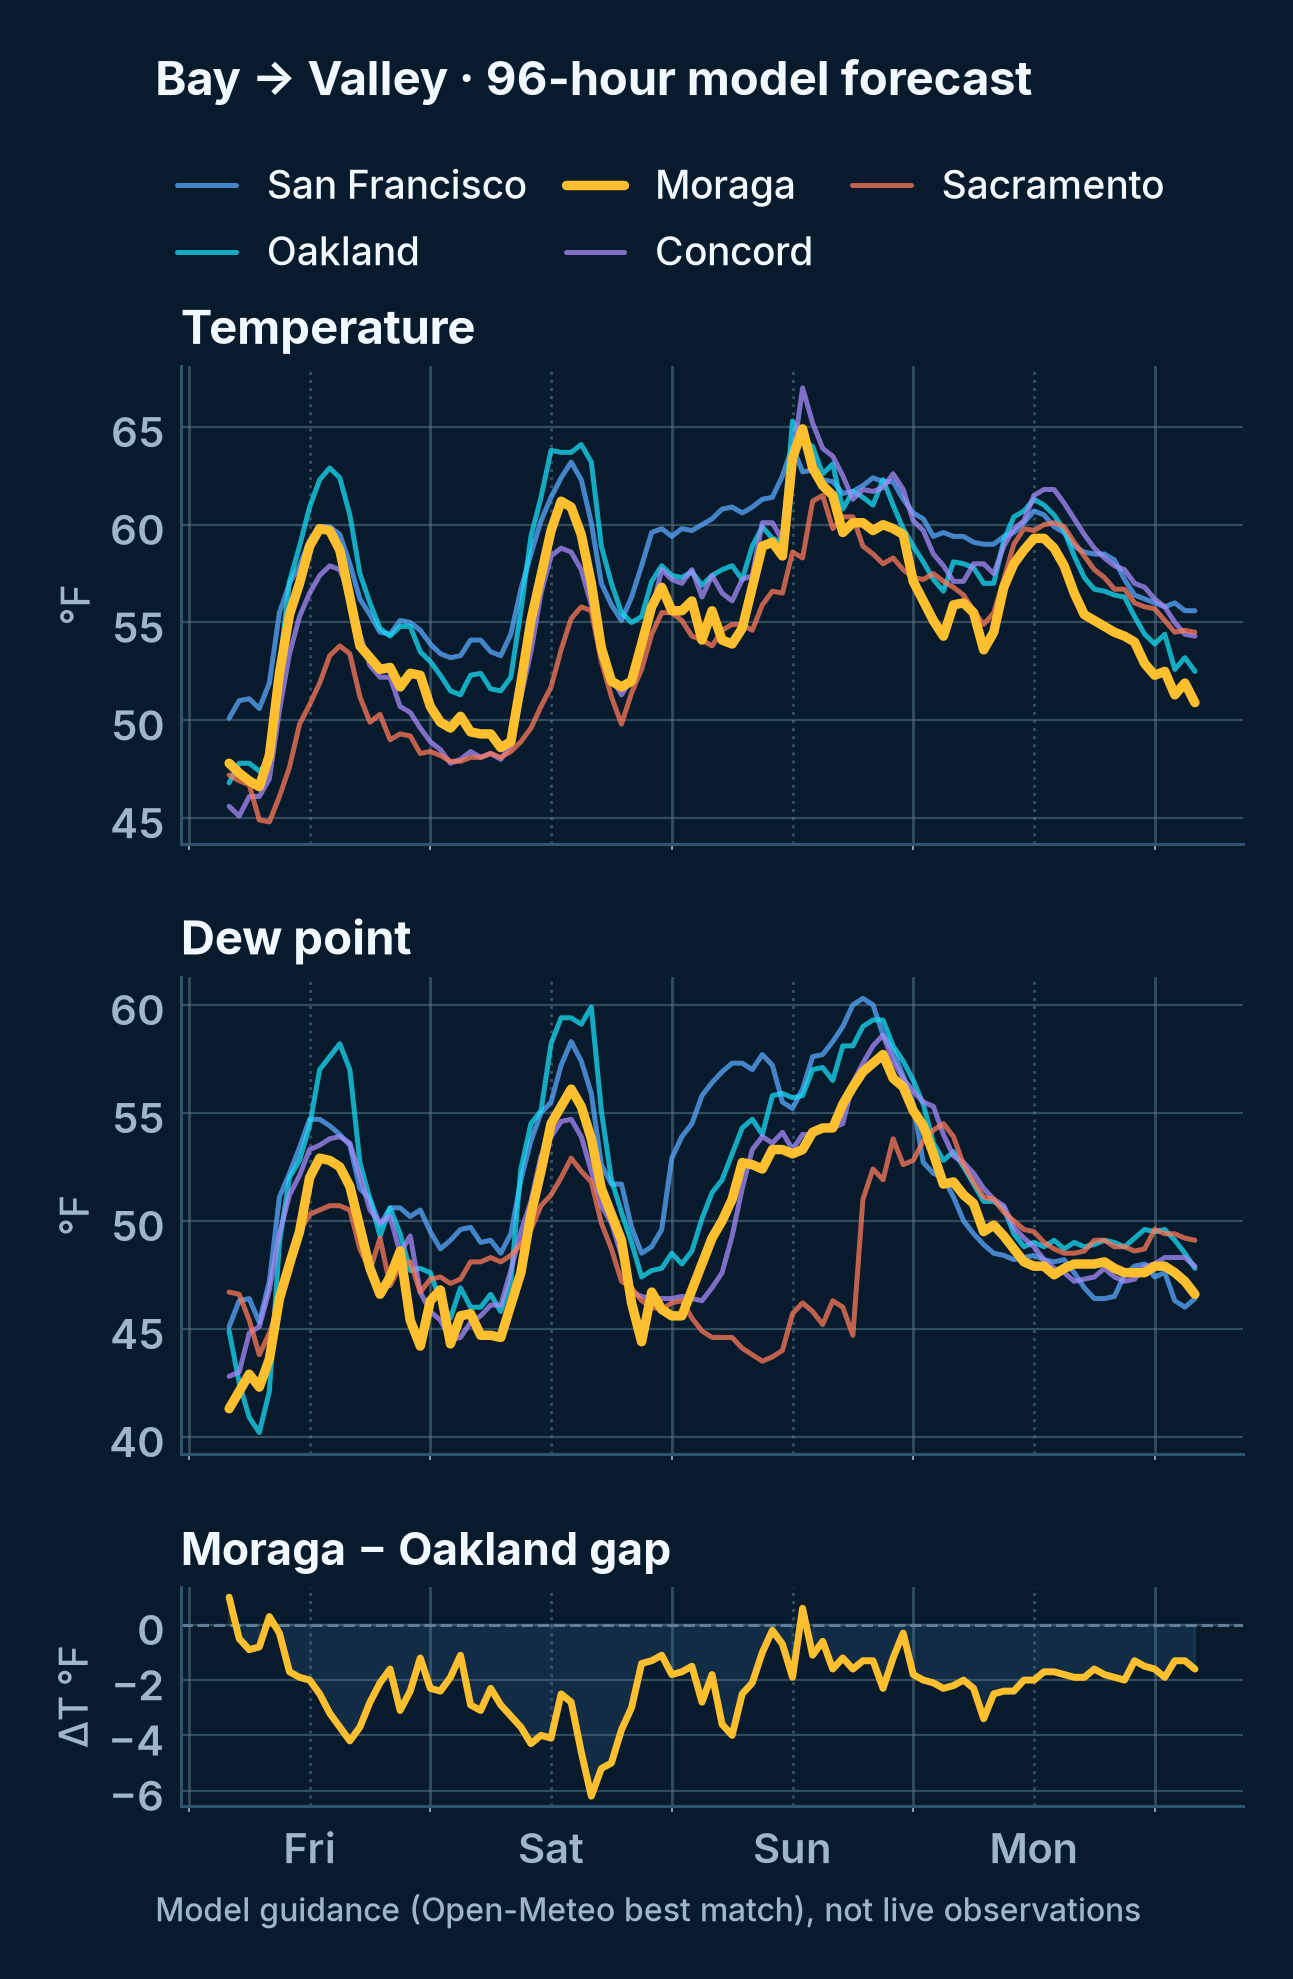 Bay → Valley · 96-hour model forecast
San Francisco Moraga Sacramento
Oakland Concord
Temperature
°F
65
60
55
50
45
Dew point
°F
60
55
50
45
40
Moraga − Oakland gap
ΔT °F
0
−2
−4
−6
Fri Sat Sun Mon
Model guidance (Open-Meteo best match), not live observations